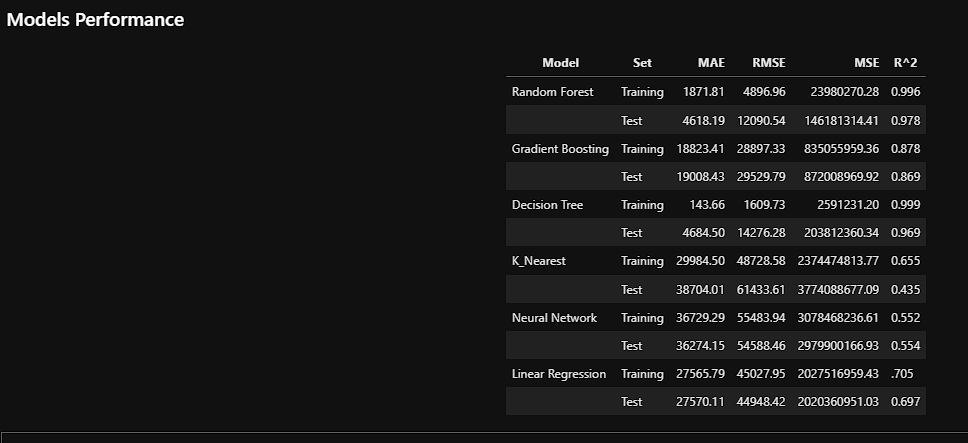 Models Performance
Model Set MAE RMSE MSE R^2
Random Forest Training 1871.81 4896.96 23980270.28 0.996
Test 4618.19 12090.54 146181314.41 0.978
Gradient Boosting Training 18823.41 28897.33 835055959.36 0.878
Test 19008.43 29529.79 872008969.92 0.869
Decision Tree Training 143.66 1609.73 2591231.20 0.999
Test 4684.50 14276.28 203812360.34 0.969
K_Nearest Training 29984.50 48728.58 2374474813.77 0.655
Test 38704.01 61433.61 3774088677.09 0.435
Neural Network Training 36729.29 55483.94 3078468236.61 0.552
Test 36274.15 54588.46 2979900166.93 0.554
Linear Regression Training 27565.79 45027.95 2027516959.43 .705
Test 27570.11 44948.42 2020360951.03 0.697